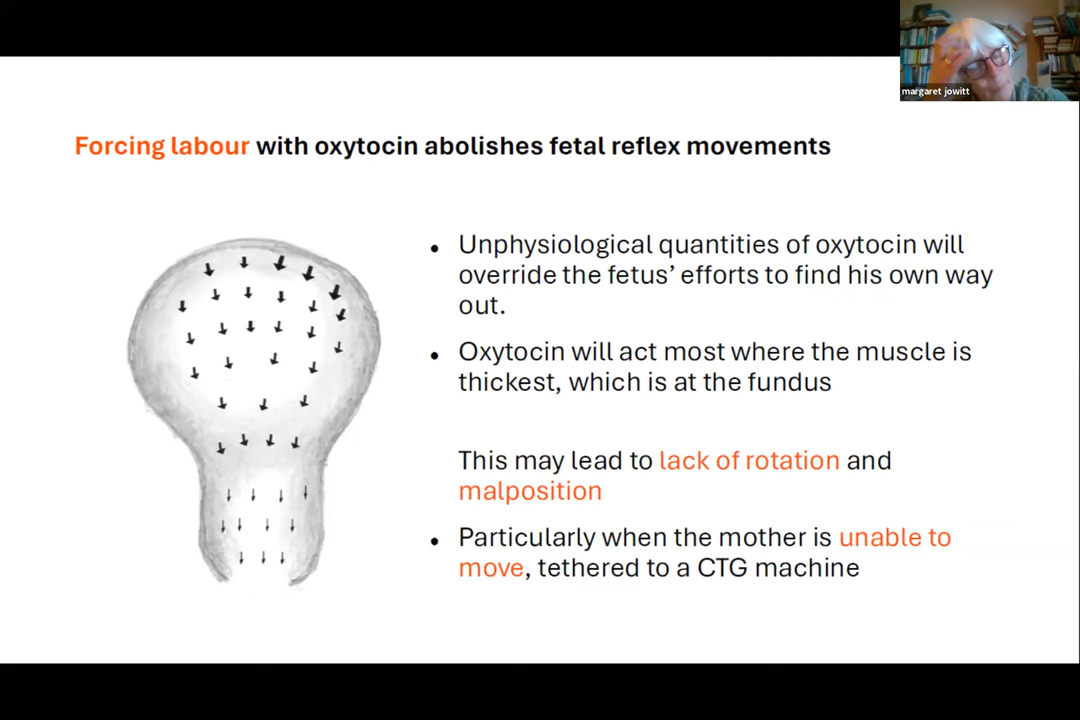 margaret jowitt
Forcing labour with oxytocin abolishes fetal reflex movements
• Unphysiological quantities of oxytocin will
override the fetus’ efforts to find his own way
out.
• Oxytocin will act most where the muscle is
thickest, which is at the fundus
This may lead to lack of rotation and
malposition
• Particularly when the mother is unable to
move, tethered to a CTG machine